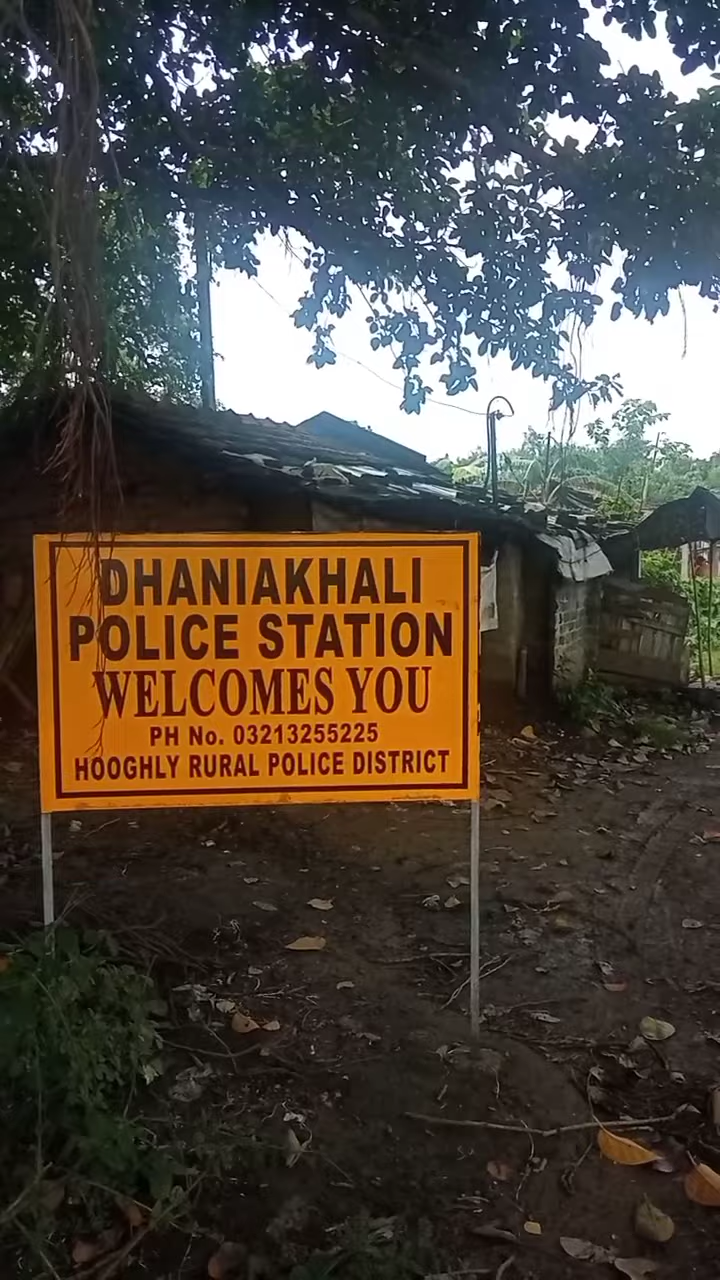 DHANIAKHALI
POLICE STATION
WELCOMES YOU
PH No. 03213255225
HOOGHLY RURAL POLICE DISTRICT